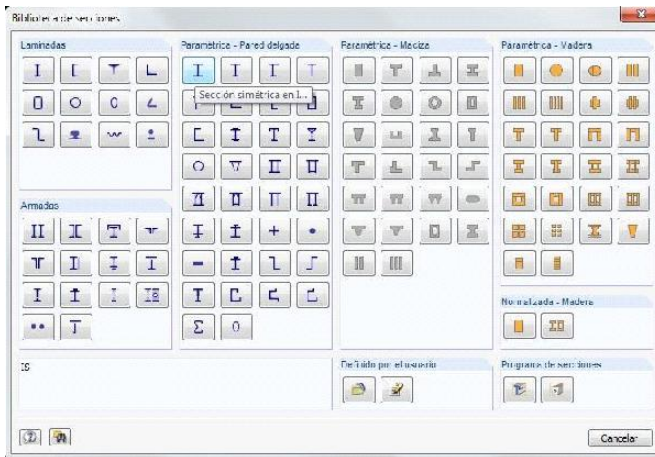 Biblioteca de secciones
Laminadas
Paramétrica - Pared delgada
Paramétrica - Maciza
Paramétrica - Madera
Sección simétrica en I...
Armados
Normalizada - Madera
IS
Definido por el usuario
Programa de secciones
Cancelar